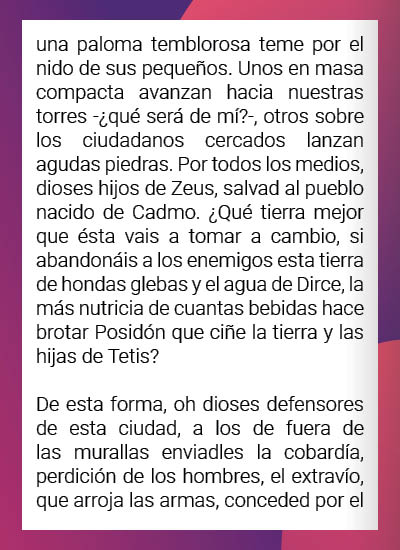 una paloma temblorosa teme por el
nido de sus pequeños. Unos en masa
compacta avanzan hacia nuestras
torres -¿qué será de mí?-, otros sobre
los ciudadanos cercados lanzan
agudas piedras. Por todos los medios,
dioses hijos de Zeus, salvad al pueblo
nacido de Cadmo. ¿Qué tierra mejor
que ésta vais a tomar a cambio, si
abandonáis a los enemigos esta tierra
de hondas glebas y el agua de Dirce, la
más nutricia de cuantas bebidas hace
brotar Posidón que ciñe la tierra y las
hijas de Tetis?

De esta forma, oh dioses defensores
de esta ciudad, a los de fuera de
las murallas enviadles la cobardía,
perdición de los hombres, el extravío,
que arroja las armas, conceded por el